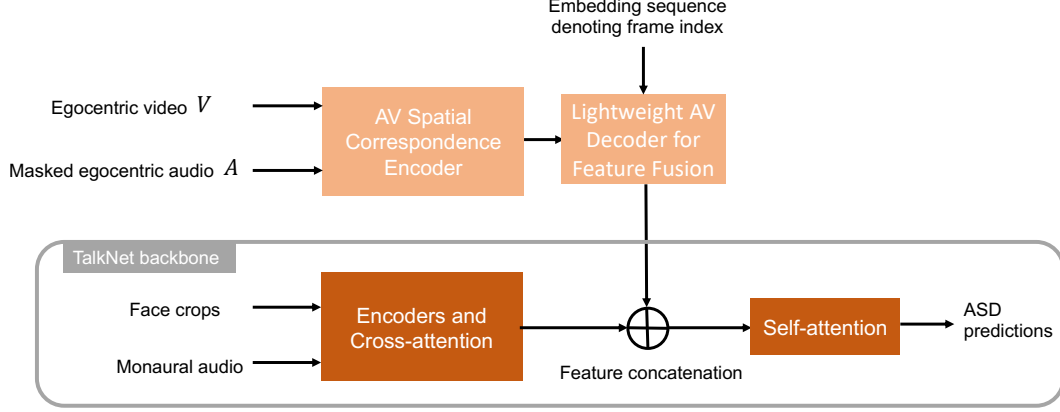 Embedding sequence
denoting frame index
Egocentric video V
Masked egocentric audio A
AV Spatial
Correspondence
Encoder
Lightweight AV
Decoder for
Feature Fusion
TalkNet backbone
Face crops
Monaural audio
Encoders and
Cross-attention
Feature concatenation
Self-attention
ASD
predictions